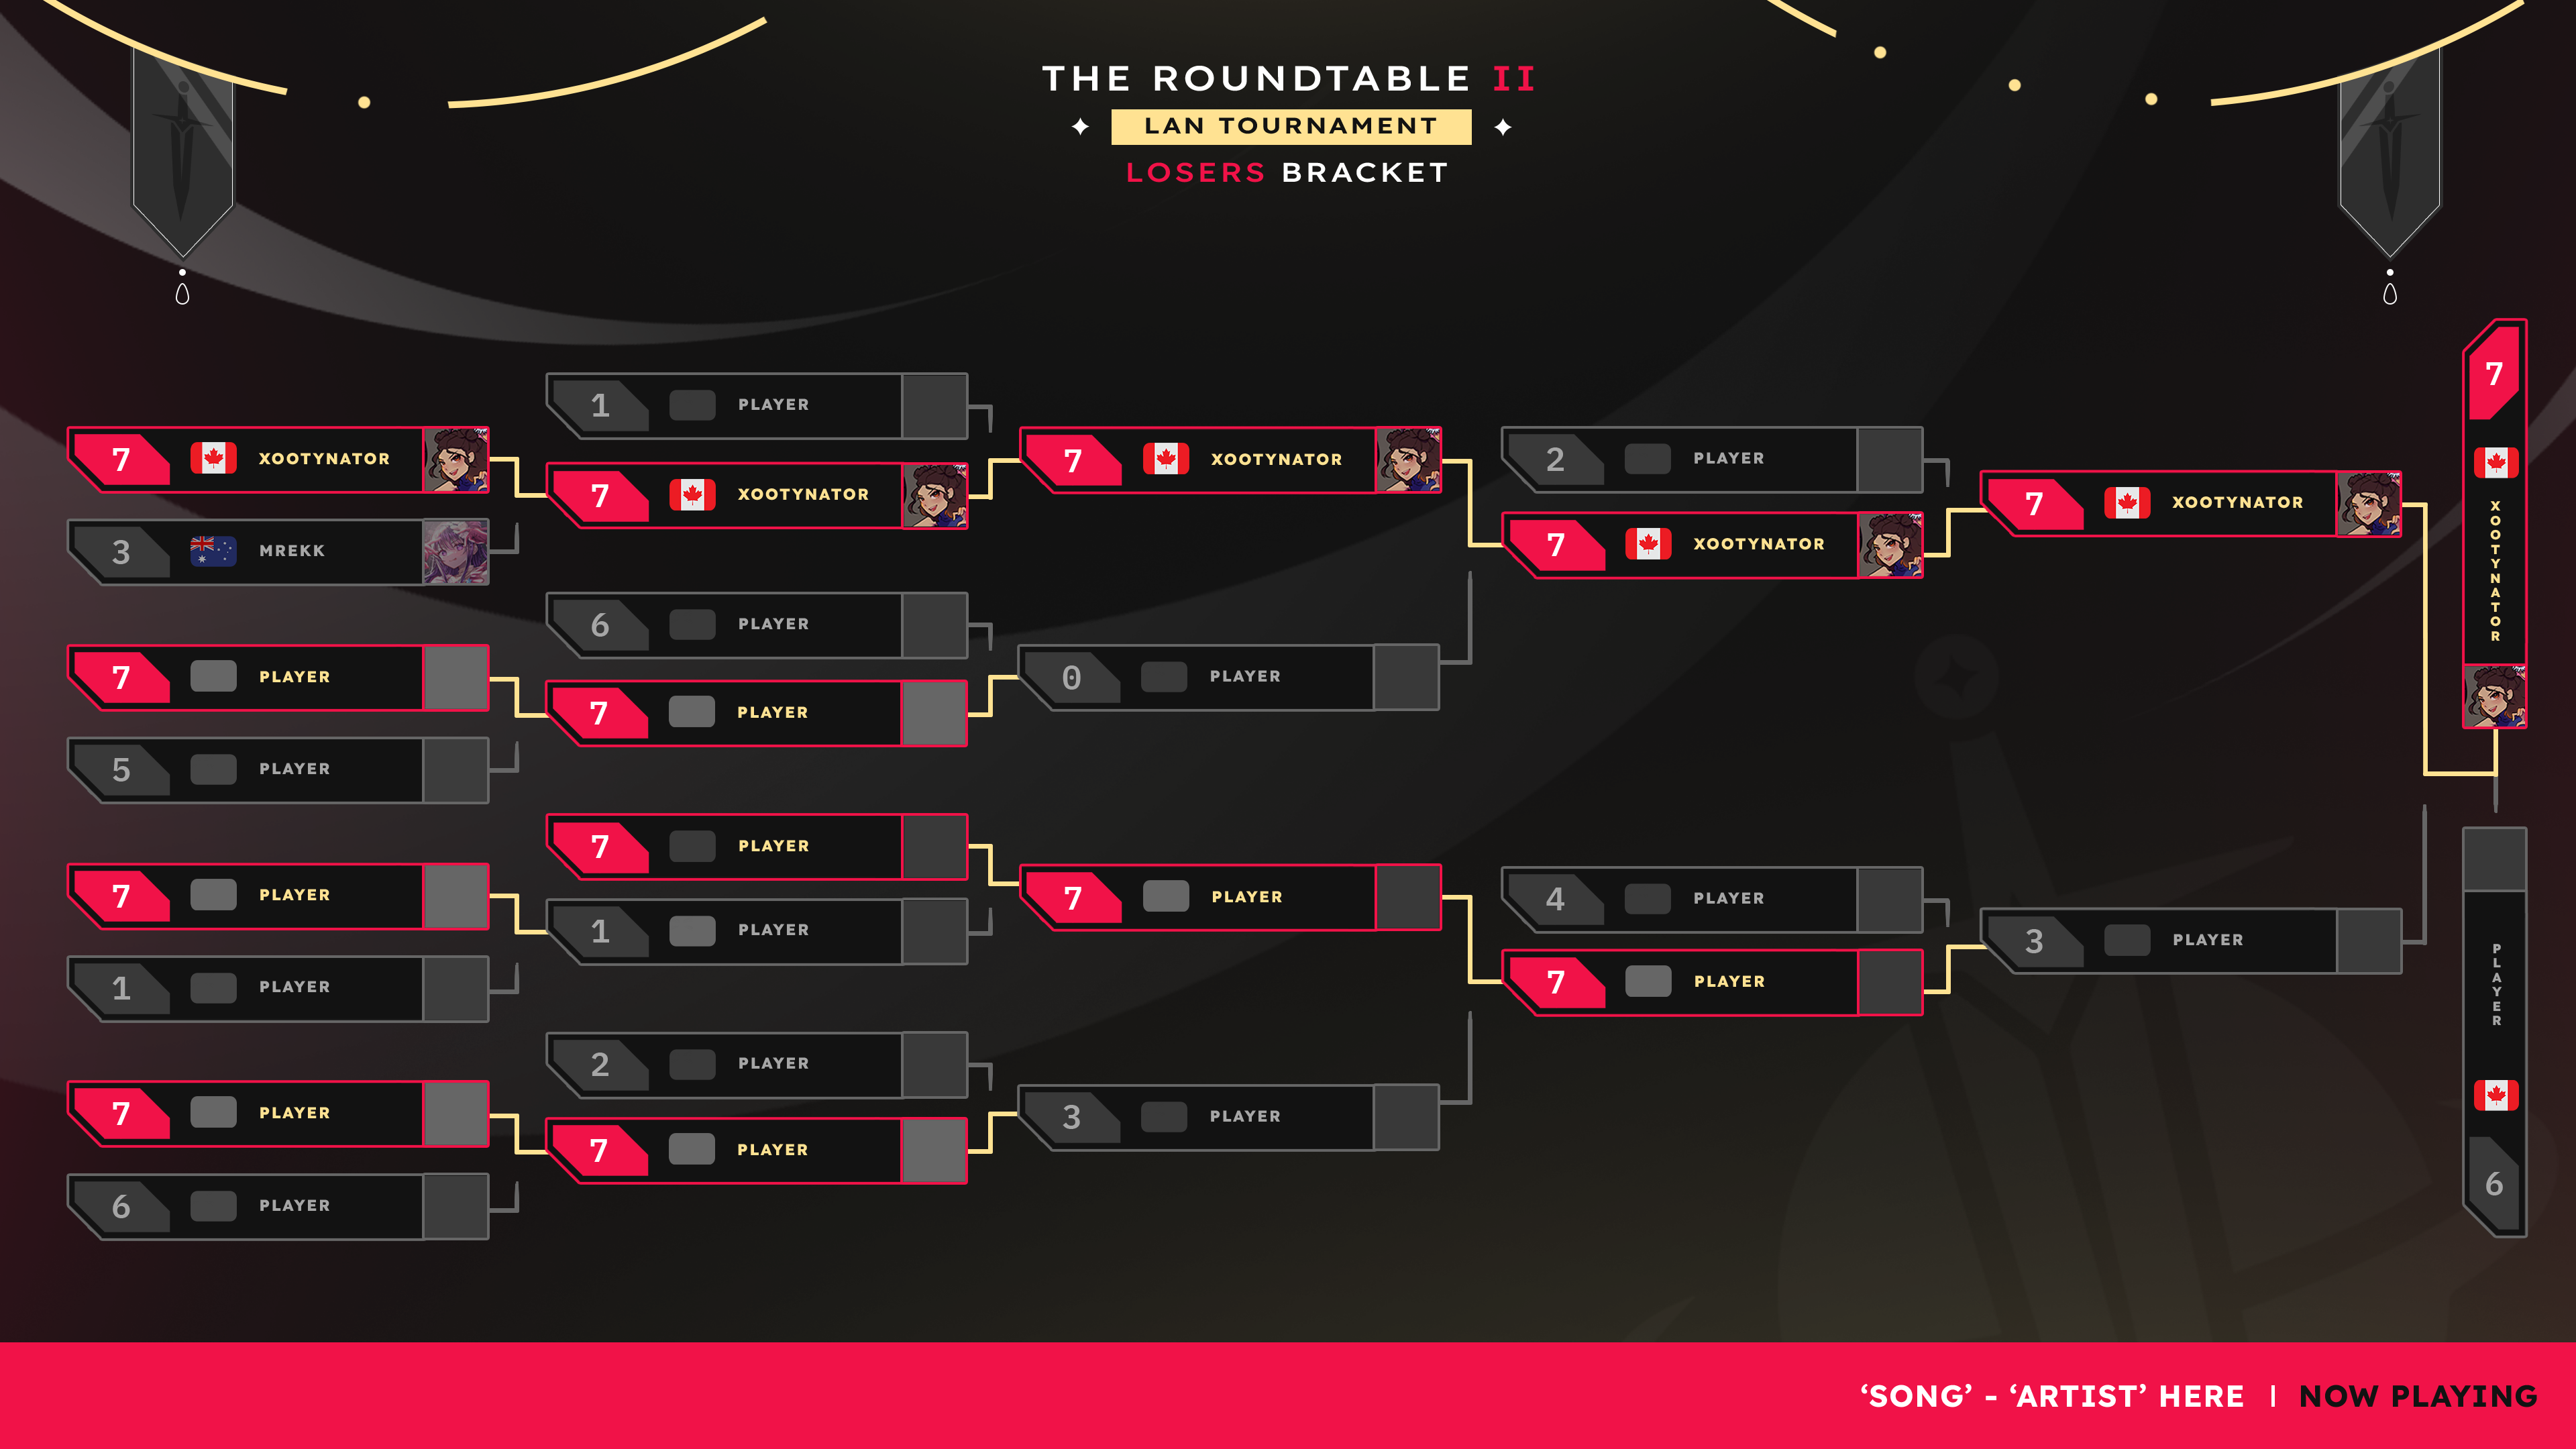 THE ROUNDTABLE II
LAN TOURNAMENT
LOSERS BRACKET
7 XOOTYNATOR
3 MREKK
7 PLAYER
5 PLAYER
7 PLAYER
1 PLAYER
7 PLAYER
6 PLAYER
1 PLAYER
7 XOOTYNATOR
6 PLAYER
7 PLAYER
7 PLAYER
1 PLAYER
2 PLAYER
7 PLAYER
7 XOOTYNATOR
0 PLAYER
7 PLAYER
3 PLAYER
2 PLAYER
7 XOOTYNATOR
4 PLAYER
7 PLAYER
7 XOOTYNATOR
3 PLAYER
7 XOOTYNATOR
PLAYER 6
‘SONG’ - ‘ARTIST’ HERE | NOW PLAYING